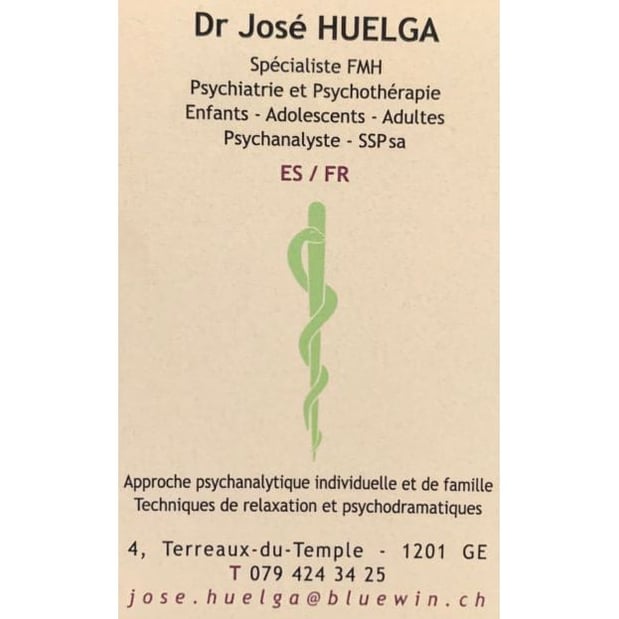 Dr José HUELGA
Spécialiste FMH
Psychiatrie et Psychothérapie
Enfants - Adolescents - Adultes
Psychanalyste - SSPsa
ES / FR
Approche psychanalytique individuelle et de famille
Techniques de relaxation et psychodramatiques
4, Terreaux-du-Temple - 1201 GE
T 079 424 34 25
jose.huelga@bluewin.ch